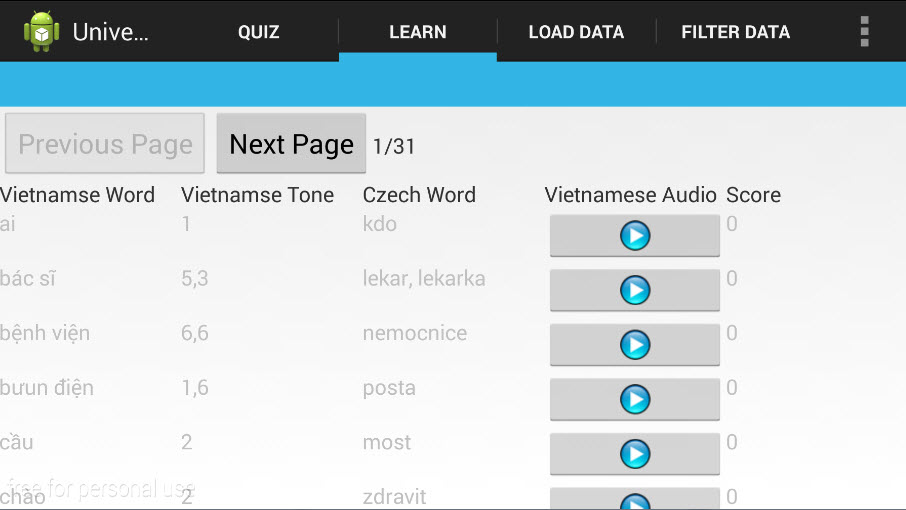 Unive... QUIZ LEARN LOAD DATA FILTER DATA
Previous Page Next Page 1/31
Vietnamse Word Vietnamse Tone Czech Word Vietnamese Audio Score
ai 1 kdo 0
bác sĩ 5,3 lekar, lekarka 0
bệnh viện 6,6 nemocnice 0
bưun điện 1,6 posta 0
cầu 2 most 0
free for personal use
chào 2 zdravit 0